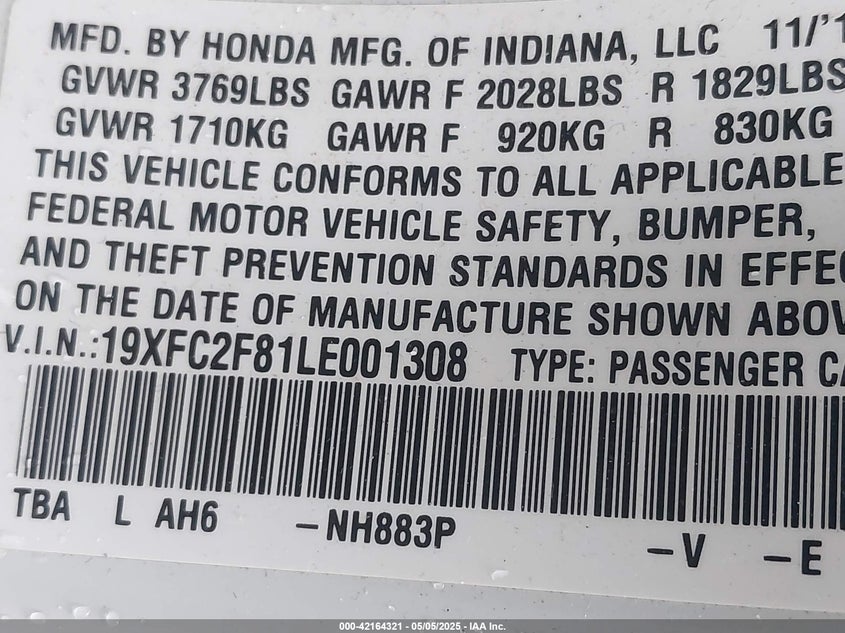 MFD. BY HONDA MFG. OF INDIANA, LLC 11/'1
GVWR 3769LBS GAWR F 2028LBS R 1829LBS
GVWR 1710KG GAWR F 920KG R 830KG
THIS VEHICLE CONFORMS TO ALL APPLICABLE
FEDERAL MOTOR VEHICLE SAFETY, BUMPER,
AND THEFT PREVENTION STANDARDS IN EFFEC
ON THE DATE OF MANUFACTURE SHOWN ABOV
V.I.N.:19XFC2F81LE001308 TYPE: PASSENGER CA
TBA L AH6 -NH883P -V -E
000-42164321 / 05/05/2025 - IAA Inc.